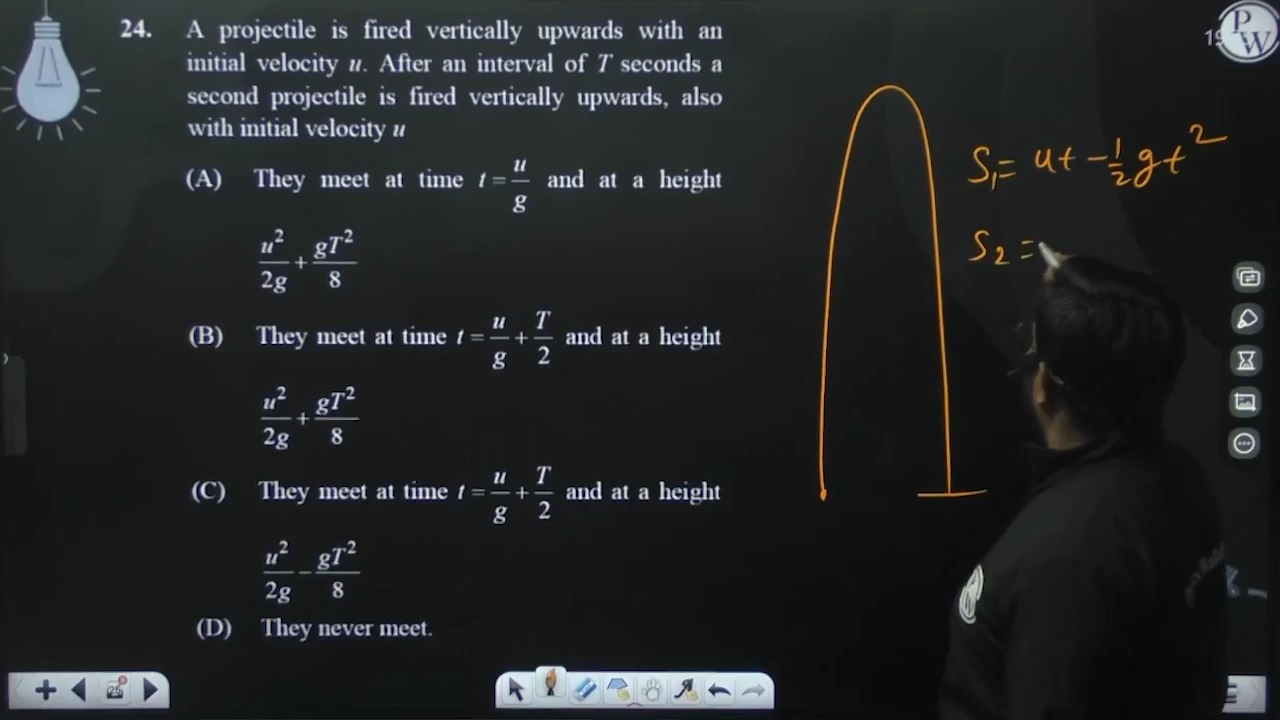 24. A projectile is fired vertically upwards with an
initial velocity u. After an interval of T seconds a
second projectile is fired vertically upwards, also
with initial velocity u
(A) They meet at time t = u/g and at a height
u²/2g + gT²/8
(B) They meet at time t = u/g + T/2 and at a height
u²/2g + gT²/8
(C) They meet at time t = u/g + T/2 and at a height
u²/2g − gT²/8
(D) They never meet.
PW
S₁ = ut − ½gt²
S₂ =